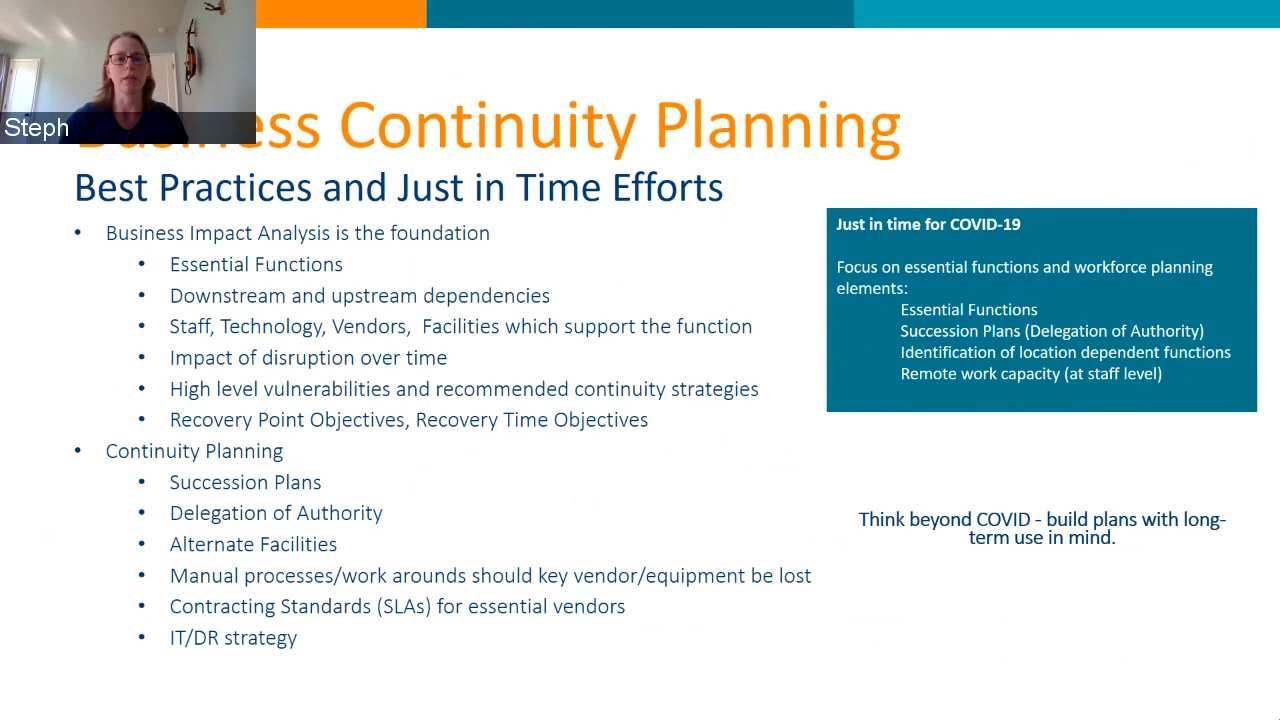 Steph
ess Continuity Planning
Best Practices and Just in Time Efforts
• Business Impact Analysis is the foundation
• Essential Functions
• Downstream and upstream dependencies
• Staff, Technology, Vendors, Facilities which support the function
• Impact of disruption over time
• High level vulnerabilities and recommended continuity strategies
• Recovery Point Objectives, Recovery Time Objectives
• Continuity Planning
• Succession Plans
• Delegation of Authority
• Alternate Facilities
• Manual processes/work arounds should key vendor/equipment be lost
• Contracting Standards (SLAs) for essential vendors
• IT/DR strategy
Just in time for COVID-19
Focus on essential functions and workforce planning
elements:
Essential Functions
Succession Plans (Delegation of Authority)
Identification of location dependent functions
Remote work capacity (at staff level)
Think beyond COVID - build plans with long-
term use in mind.